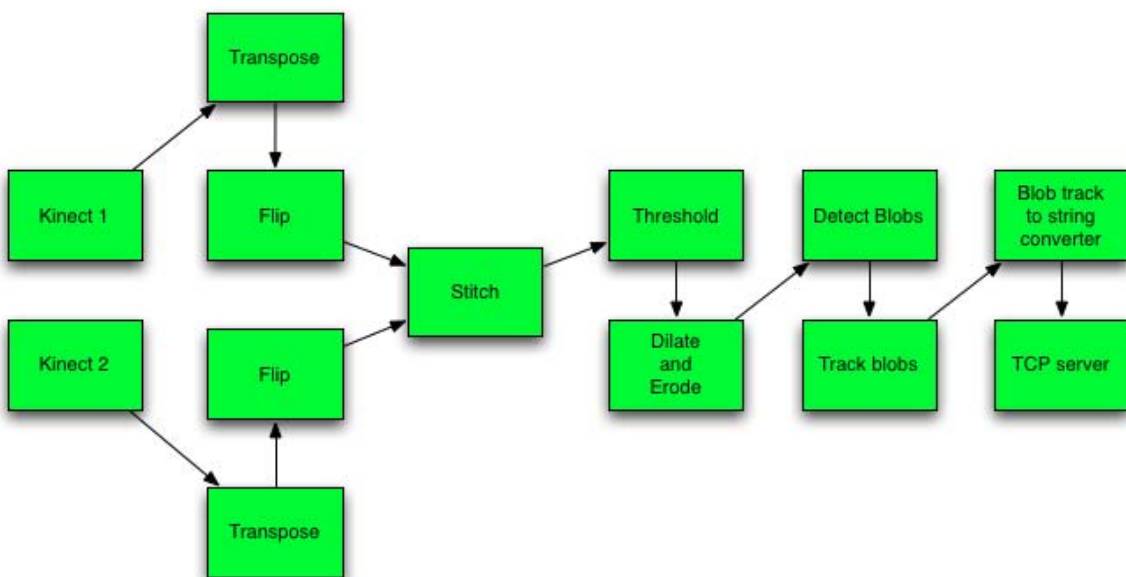 Transpose
Kinect 1
Flip
Stitch
Kinect 2
Flip
Transpose
Threshold
Dilate
and
Erode
Detect Blobs
Track blobs
Blob track
to string
converter
TCP server